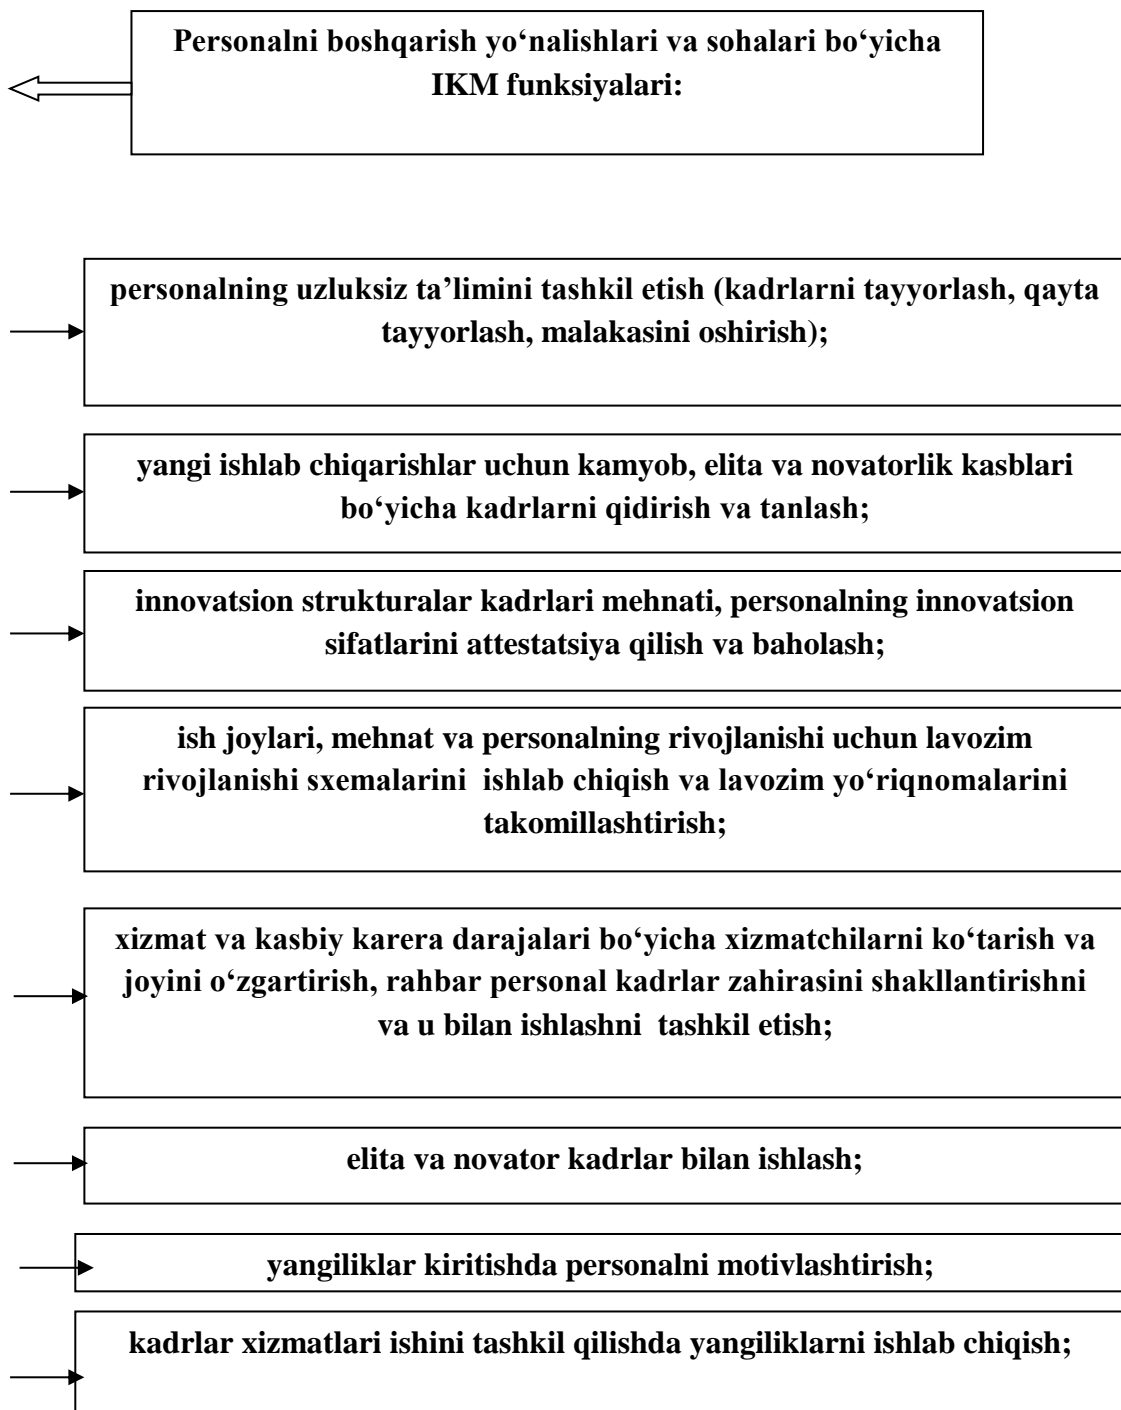 Personalni boshqarish yo‘nalishlari va sohalari bo‘yicha
IKM funksiyalari:
personalning uzluksiz ta’limini tashkil etish (kadrlarni tayyorlash, qayta
tayyorlash, malakasini oshirish);
yangi ishlab chiqarishlar uchun kamyob, elita va novatorlik kasblari
bo‘yicha kadrlarni qidirish va tanlash;
innovatsion strukturalar kadrlari mehnati, personalning innovatsion
sifatlarini attestatsiya qilish va baholash;
ish joylari, mehnat va personalning rivojlanishi uchun lavozim
rivojlanishi sxemalarini ishlab chiqish va lavozim yo‘riqnomalarini
takomillashtirish;
xizmat va kasbiy karera darajalari bo‘yicha xizmatchilarni ko‘tarish va
joyini o‘zgartirish, rahbar personal kadrlar zahirasini shakllantirishni
va u bilan ishlashni tashkil etish;
elita va novator kadrlar bilan ishlash;
yangiliklar kiritishda personalni motivlashtirish;
kadrlar xizmatlari ishini tashkil qilishda yangiliklarni ishlab chiqish;